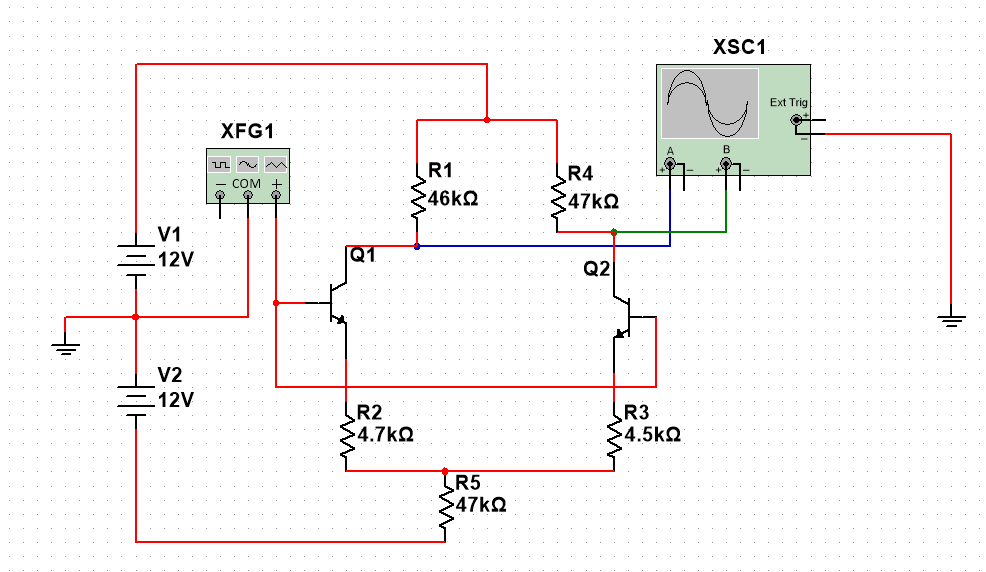 XSC1
Ext Trig
+
−
A
B
+ − + −
XFG1
− COM +
R1
46kΩ
R4
47kΩ
V1
12V
Q1
Q2
V2
12V
R2
4.7kΩ
R3
4.5kΩ
R5
47kΩ